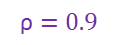 ρ = 0.9